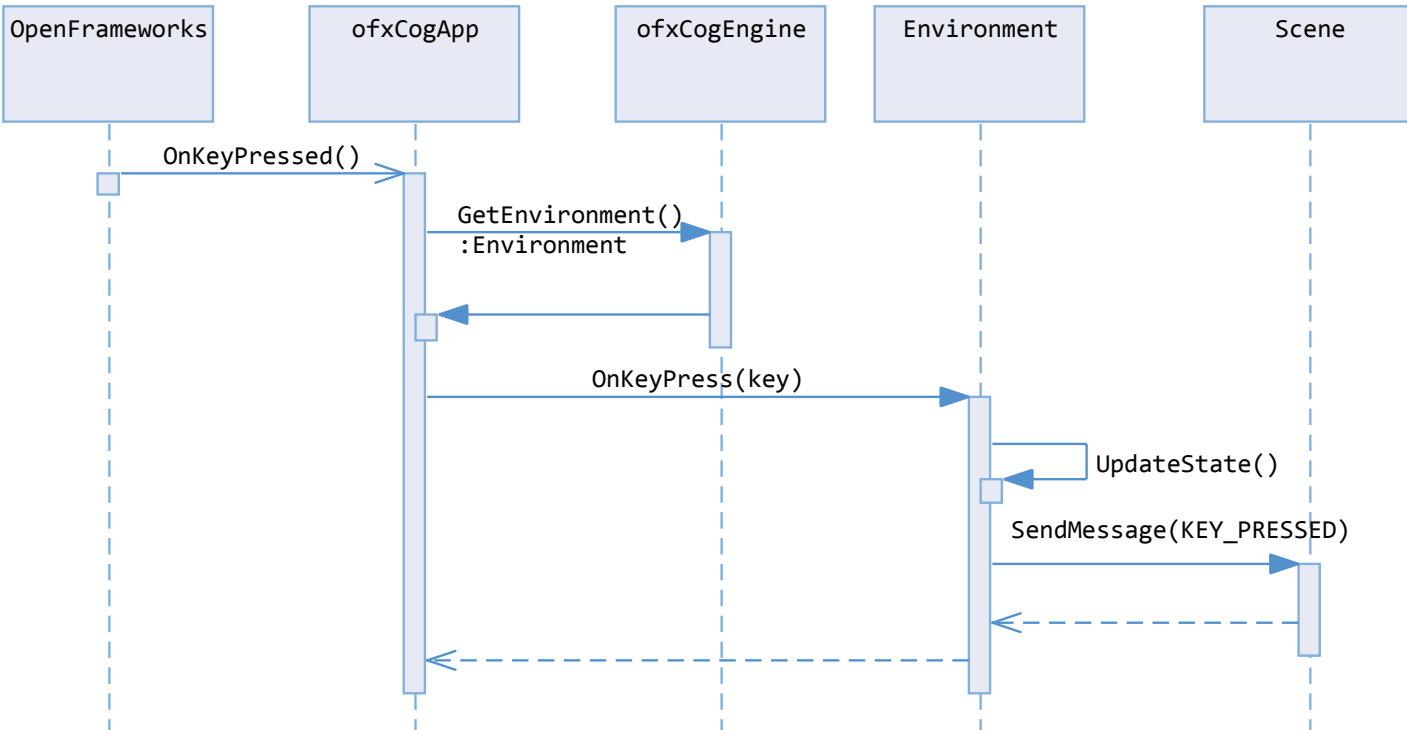 OpenFrameworks
ofxCogApp
ofxCogEngine
Environment
Scene
OnKeyPressed()
GetEnvironment()
:Environment
OnKeyPress(key)
UpdateState()
SendMessage(KEY_PRESSED)